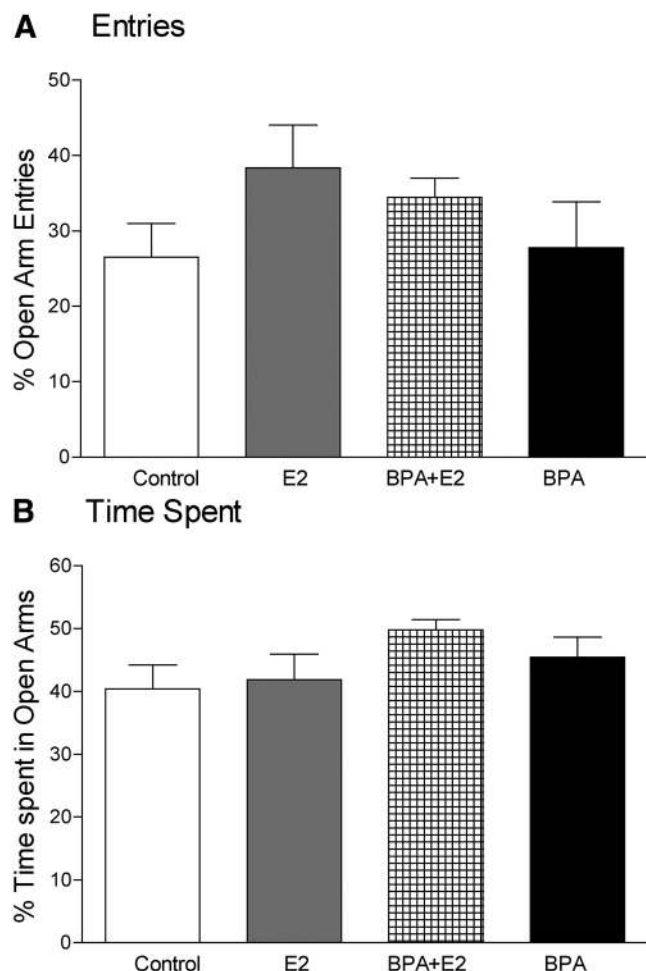 A Entries
% Open Arm Entries
50
40
30
20
10
0
Control E2 BPA+E2 BPA
B Time Spent
% Time spent in Open Arms
60
50
40
30
20
10
0
Control E2 BPA+E2 BPA